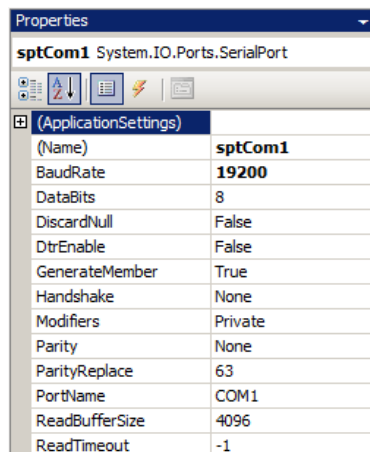 Properties
sptCom1 System.IO.Ports.SerialPort
(ApplicationSettings)
(Name) sptCom1
BaudRate 19200
DataBits 8
DiscardNull False
DtrEnable False
GenerateMember True
Handshake None
Modifiers Private
Parity None
ParityReplace 63
PortName COM1
ReadBufferSize 4096
ReadTimeout -1